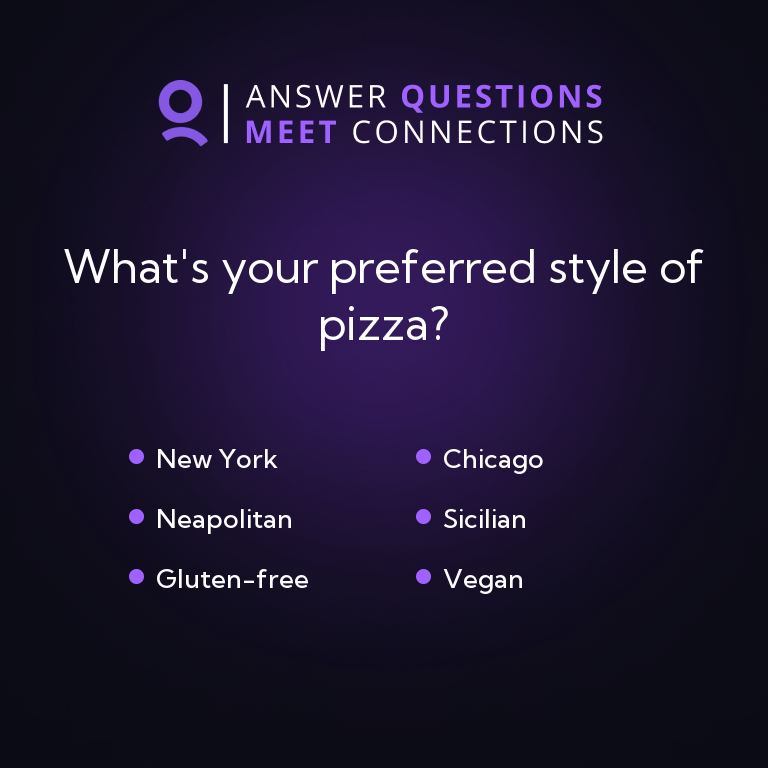 ANSWER QUESTIONS
MEET CONNECTIONS
What's your preferred style of
pizza?
New York
Chicago
Neapolitan
Sicilian
Gluten-free
Vegan